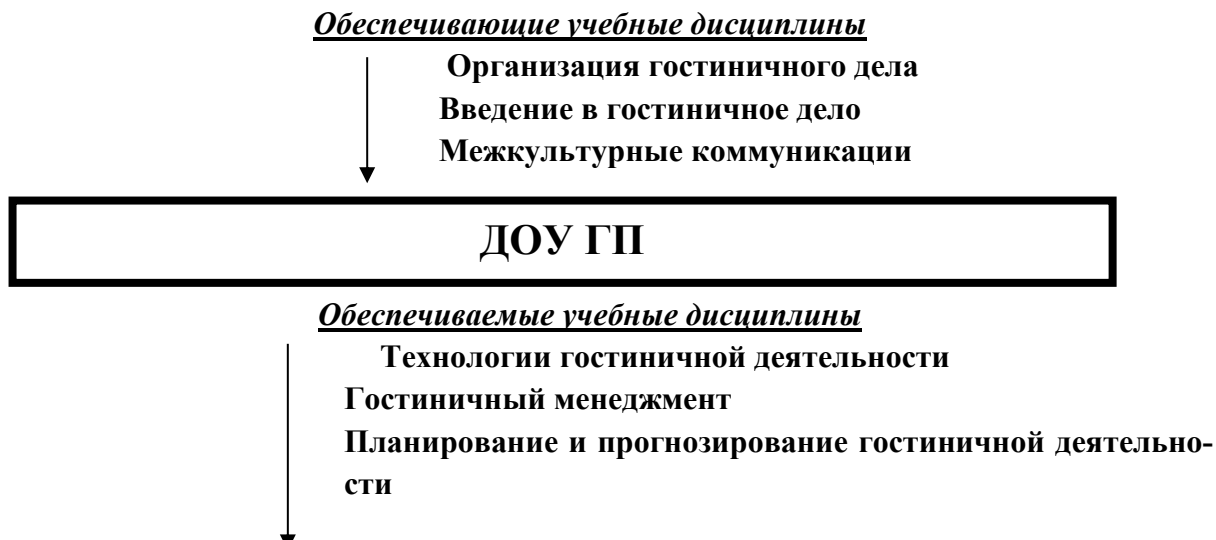 Обеспечивающие учебные дисциплины
Организация гостиничного дела
Введение в гостиничное дело
Межкультурные коммуникации
ДОУ ГП
Обеспечиваемые учебные дисциплины
Технологии гостиничной деятельности
Гостиничный менеджмент
Планирование и прогнозирование гостиничной деятельно-
сти